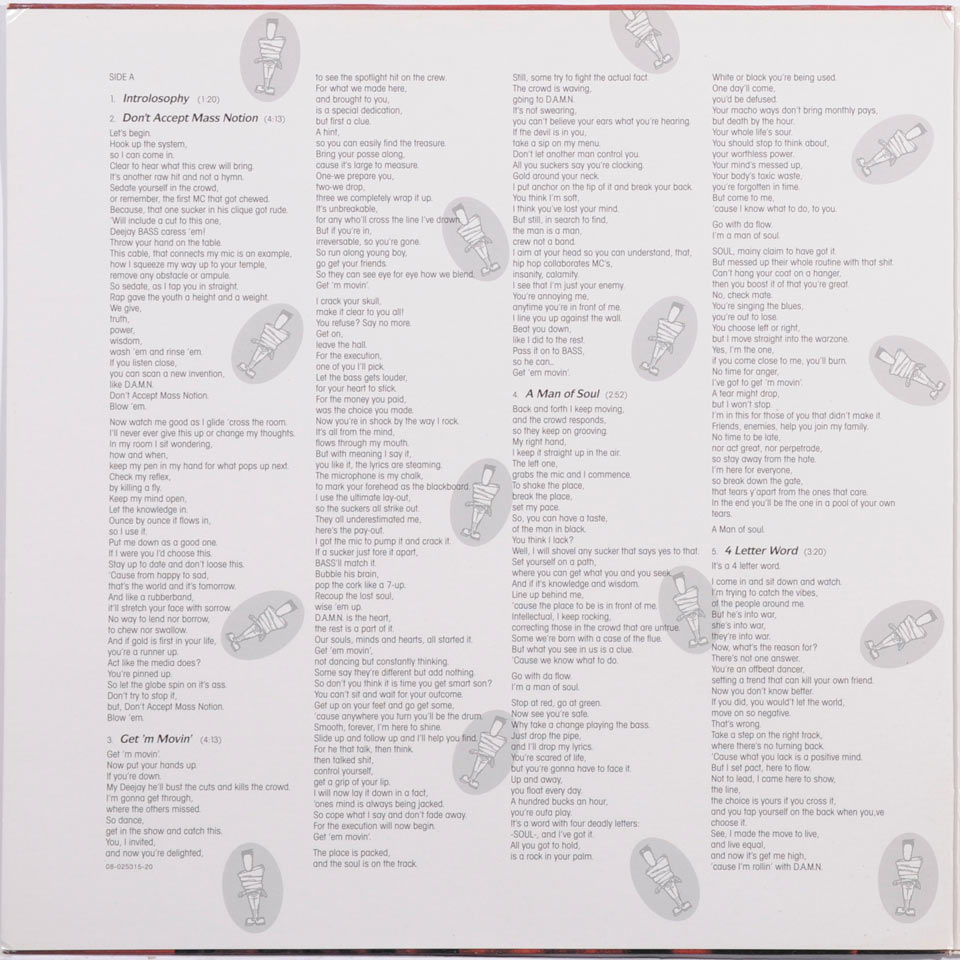 SIDE A
1. Introlosophy (1:20)
2. Don't Accept Mass Notion (4:13)
Let's begin.
Hook up the system,
so I can come in.
Clear to hear what this crew will bring.
It's another raw hit and not a hymn.
Sedate yourself in the crowd,
or remember, the first MC that got chewed.
Because, that one sucker in his clique got rude.
'Will include a cut to this one,
Deejay BASS caress 'em!
Throw your hand on the table.
This cable, that connects my mic is an example,
how I squeeze my way up to your temple,
remove any obstacle or ampule.
So sedate, as I tap you in straight.
Rap gave the youth a height and a weight.
We give,
truth,
power,
wisdom,
wash 'em and rinse 'em.
If you listen close,
you can scan a new invention,
like D.A.M.N.
Don't Accept Mass Notion.
Blow 'em.
Now watch me good as I glide 'cross the room.
I'll never ever give this up or change my thoughts.
In my room I sit wondering,
how and when,
keep my pen in my hand for what pops up next.
Check my reflex,
by killing a fly.
Keep my mind open,
Let the knowledge in.
Ounce by ounce it flows in,
so I use it.
Put me down as a good one.
If I were you I'd choose this.
Stay up to date and don't loose this.
'Cause from happy to sad,
that's the world and it's tomorrow.
And like a rubberband,
it'll stretch your face with sorrow.
No way to lend nor borrow,
to chew nor swallow.
And if gold is first in your life,
you're a runner up.
Act like the media does?
You're pinned up.
So let the globe spin on it's ass.
Don't try to stop it,
but, Don't Accept Mass Notion.
Blow 'em.
3. Get 'm Movin' (4:13)
Get 'm movin'.
Now put your hands up.
If you're down.
My Deejay he'll bust the cuts and kills the crowd.
I'm gonna get through,
where the others missed.
So dance,
get in the show and catch this.
You, I invited,
and now you're delighted,
08-025315-20
to see the spotlight hit on the crew.
For what we made here,
and brought to you,
is a special dedication,
but first a clue.
A hint,
so you can easily find the treasure.
Bring your posse along,
cause it's large to measure.
One-we prepare you,
two-we drop,
three we completely wrap if up.
It's unbreakable,
for any who'll cross the line I've drawn.
But if you're in,
irreversable, so you're gone.
So run along young boy,
go get your friends.
So they can see eye for eye how we blend.
Get 'm movin'.
I crack your skull,
make it clear to you all!
You refuse? Say no more.
Get on,
leave the hall.
For the execution,
one of you I'll pick.
Let the bass gets louder,
for your heart to stick.
For the money you paid,
was the choice you made.
Now you're in shock by the way I rock.
It's all from the mind,
flows through my mouth.
But with meaning I say it,
you like it, the lyrics are steaming.
The microphone is my chalk,
to mark your forehead as the blackboard.
I use the ultimate lay-out,
so the suckers all strike out.
They all underestimated me,
here's the pay-out.
I got the mic to pump it and crack it.
If a sucker just tore it apart,
BASS'll match it.
Bubble his brain,
pop the cork like a 7-up.
Recoup the lost soul,
wise 'em up.
D.A.M.N. is the heart,
the rest is a part of it.
Our souls, minds and hearts, all started it.
Get 'em movin',
not dancing but constantly thinking.
Some say they're different but add nothing.
So don't you think it is time you get smart son?
You can't sit and wait for your outcome.
Get up on your feet and go get some,
'cause anywhere you turn you'll be the drum.
Smooth, forever, I'm here to shine.
Slide up and follow up and I'll help you find,
For he that talk, then think.
then talked shit,
control yourself,
get a grip of your lip.
I will now lay it down in a fact,
'ones mind is always being jacked.
So cope what I say and don't fade away.
For the execution will now begin.
Get 'em movin'.
The place is packed,
and the soul is on the track.
Still, some try to fight the actual fact.
The crowd is waving,
going to D.A.M.N.
It's not swearing,
you can't believe your ears what you're hearing.
If the devil is in you,
take a sip on my menu.
Don't let another man control you.
All you suckers say you're clocking.
Gold around your neck.
I put anchor on the tip of it and break your back.
You think I'm soft,
I think you've lost your mind.
But still, in search to find,
the man is a man,
crew not a band.
I aim at your head so you can understand, that,
hip hop collaborates MC's,
insanity, calamity.
I see that I'm just your enemy.
You're annoying me,
anytime you're in front of me.
I line you up against the wall.
Beat you down,
like I did to the rest.
Pass it on to BASS,
so he can..
Get 'em movin'.
4. A Man of Soul (2:52)
Back and forth I keep moving,
and the crowd responds,
so they keep on grooving.
My right hand,
I keep it straight up in the air.
The left one,
grabs the mic and I commence.
To shake the place,
break the place,
set my pace.
So, you can have a taste,
of the man in black.
You think I lack?
Well, I will shovel any sucker that says yes to that.
Set yourself on a path,
where you can get what you and you seek.
And if it's knowledge and wisdom.
Line up behind me,
'cause the place to be is in front of me.
Intellectual, I keep rocking,
correcting those in the crowd that are untrue.
Some we're born with a case of the flue.
But what you see in us is a clue.
'Cause we know what to do.
Go with da flow.
I'm a man of soul.
Stop at red, go at green.
Now see you're safe.
Why take a change playing the bass.
Just drop the pipe,
and I'll drop my lyrics.
You're scared of life,
but you're gonna have to face it.
Up and away,
you float every day.
A hundred bucks an hour,
you're outa play.
It's a word with four deadly letters:
-SOUL-, and I've got it.
All you got to hold,
is a rock in your palm.
White or black you're being used.
One day'll come,
you'd be defused.
Your macho ways don't bring monthly pays,
but death by the hour.
Your whole life's sour.
You should stop to think about,
your worthless power.
Your mind's messed up,
Your body's toxic waste,
you're forgotten in time.
But come to me,
'cause I know what to do, to you.
Go with da flow.
I'm a man of soul.
SOUL, mainy claim to have got it.
But messed up their whole routine with that shit.
Can't hang your coat on a hanger,
then you boost it of that you're great.
No, check mate.
You're singing the blues,
you're out to lose.
You choose left or right,
but I move straight into the warzone.
Yes, I'm the one,
if you come close to me, you'll burn.
No time for anger,
I've got to get 'm movin'.
A tear might drop,
but I won't stop.
I'm in this for those of you that didn't make it.
Friends, enemies, help you join my family.
No time to be late,
nor act great, nor perpetrade,
so stay away from the hate.
I'm here for everyone,
so break down the gate,
that tears y'apart from the ones that care.
In the end you'll be the one in a pool of your own
tears.
A Man of soul.
5. 4 Letter Word (3:20)
It's a 4 letter word.
I come in and sit down and watch.
I'm trying to catch the vibes,
of the people around me.
But he's into war,
she's into war,
they're into war.
Now, what's the reason for?
There's not one answer.
You're an offbeat dancer,
setting a trend that can kill your own friend.
Now you don't know better.
If you did, you wouldn't let the world,
move on so negative.
That's wrong.
Take a step on the right track,
where there's no turning back.
'Cause what you lack is a positive mind.
But I set pact, here to flow.
Not to lead, I came here to show,
the line,
the choice is yours if you cross it,
and you tap yourself on the back when you,ve
choose it.
See, I made the move to live,
and live equal,
and now it's get me high,
'cause I'm rollin' with D.A.M.N.